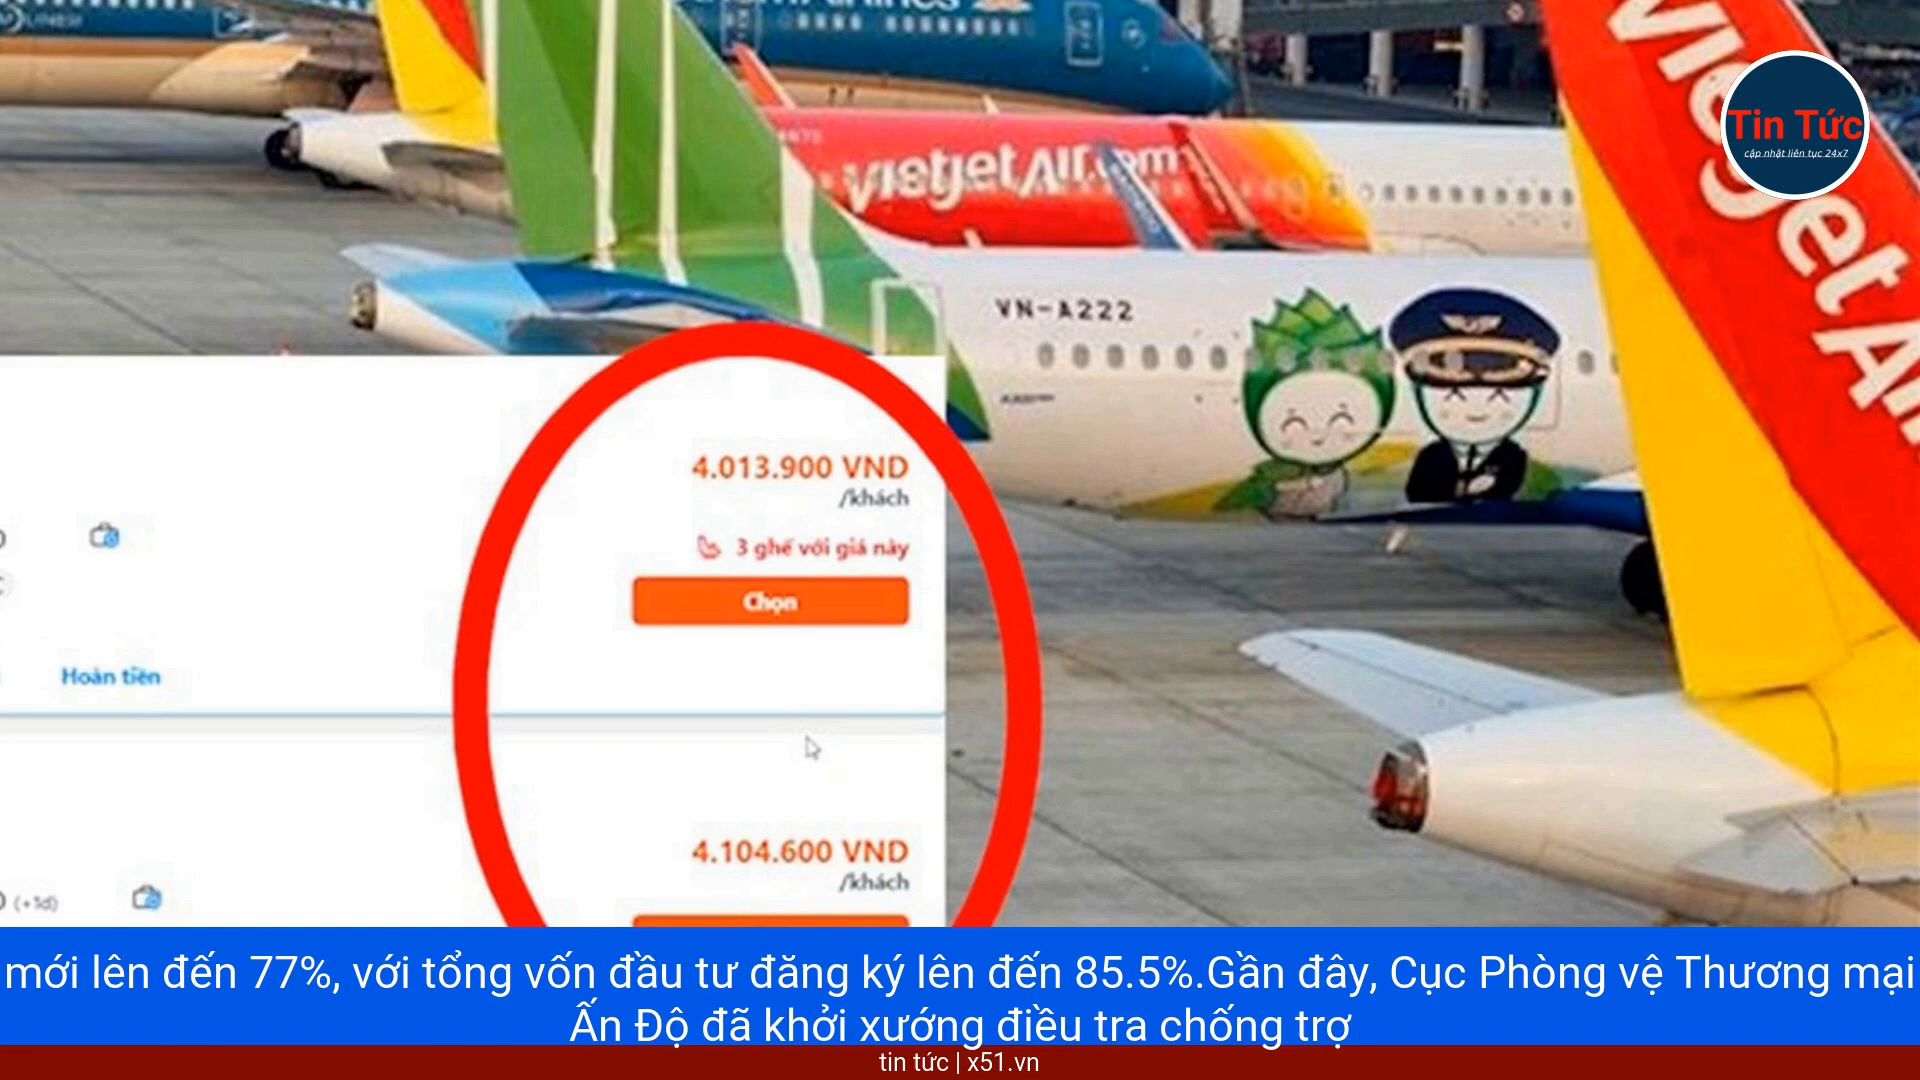 Tin Tức
cập nhật liên tục 24x7
vietjetAir.com
VN-A222
vietjet Air
4.013.900 VND
/khách
3 ghế với giá này
Chọn
Hoàn tiền
4.104.600 VND
/khách
(+1d)
mới lên đến 77%, với tổng vốn đầu tư đăng ký lên đến 85.5%.Gần đây, Cục Phòng vệ Thương mại
Ấn Độ đã khởi xướng điều tra chống trợ
tin tức | x51.vn